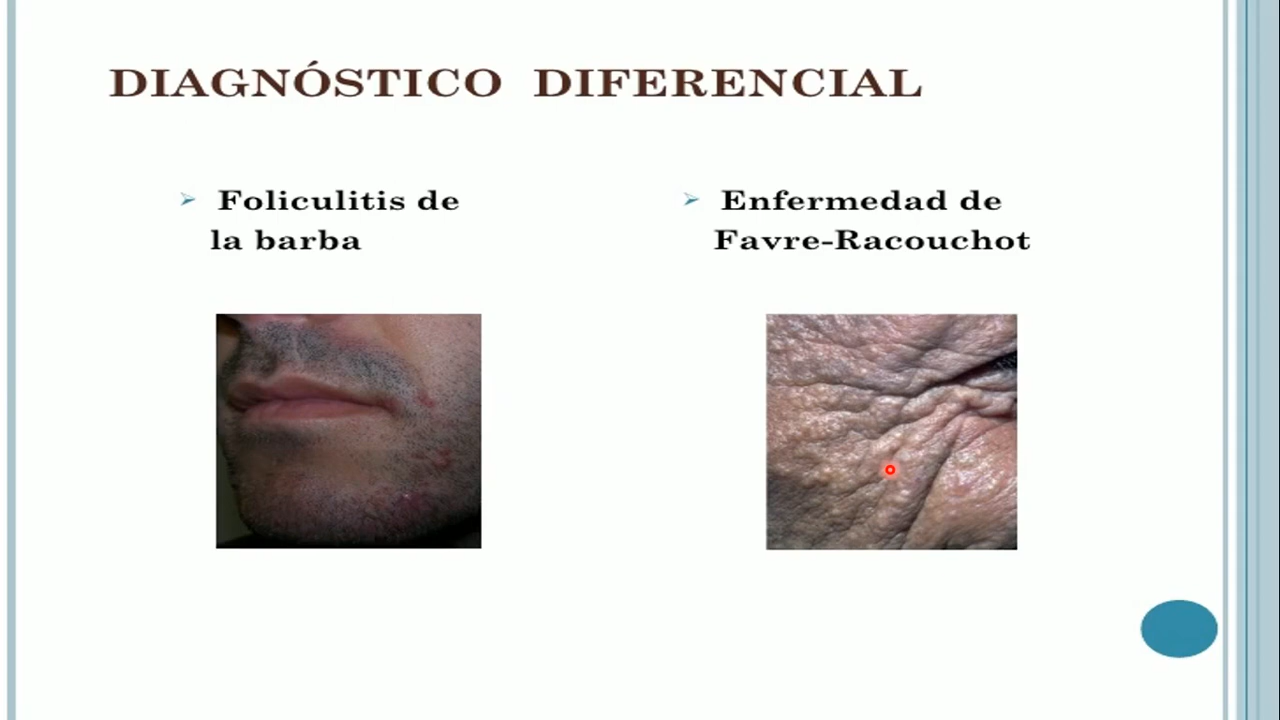 DIAGNÓSTICO DIFERENCIAL
Foliculitis de
la barba
Enfermedad de
Favre-Racouchot